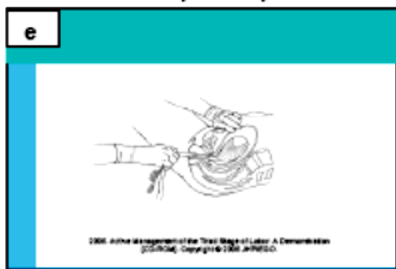 e
2006. Active Management of the Third Stage of Labor: A Demonstration
[CD-ROM]. Copyright © 2006 JHPIEGO.